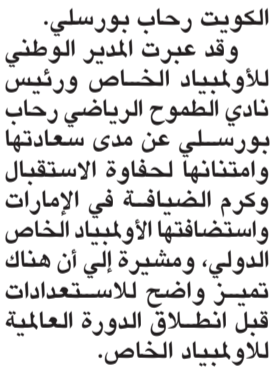 الكويت رحاب بورسلي.
وقد عبرت المدير الوطني
للأولمبياد الخاص ورئيس
نادي الطموح الرياضي رحاب
بورسلي عن مدى سعادتها
وامتنانها لحفاوة الاستقبال
وكرم الضيافة في الإمارات
واستضافتها الأولمبياد الخاص
الدولي، ومشيرة إلي أن هناك
تميز واضح للاستعدادات
قبل انطلاق الدورة العالمية
للاولمبياد الخاص.